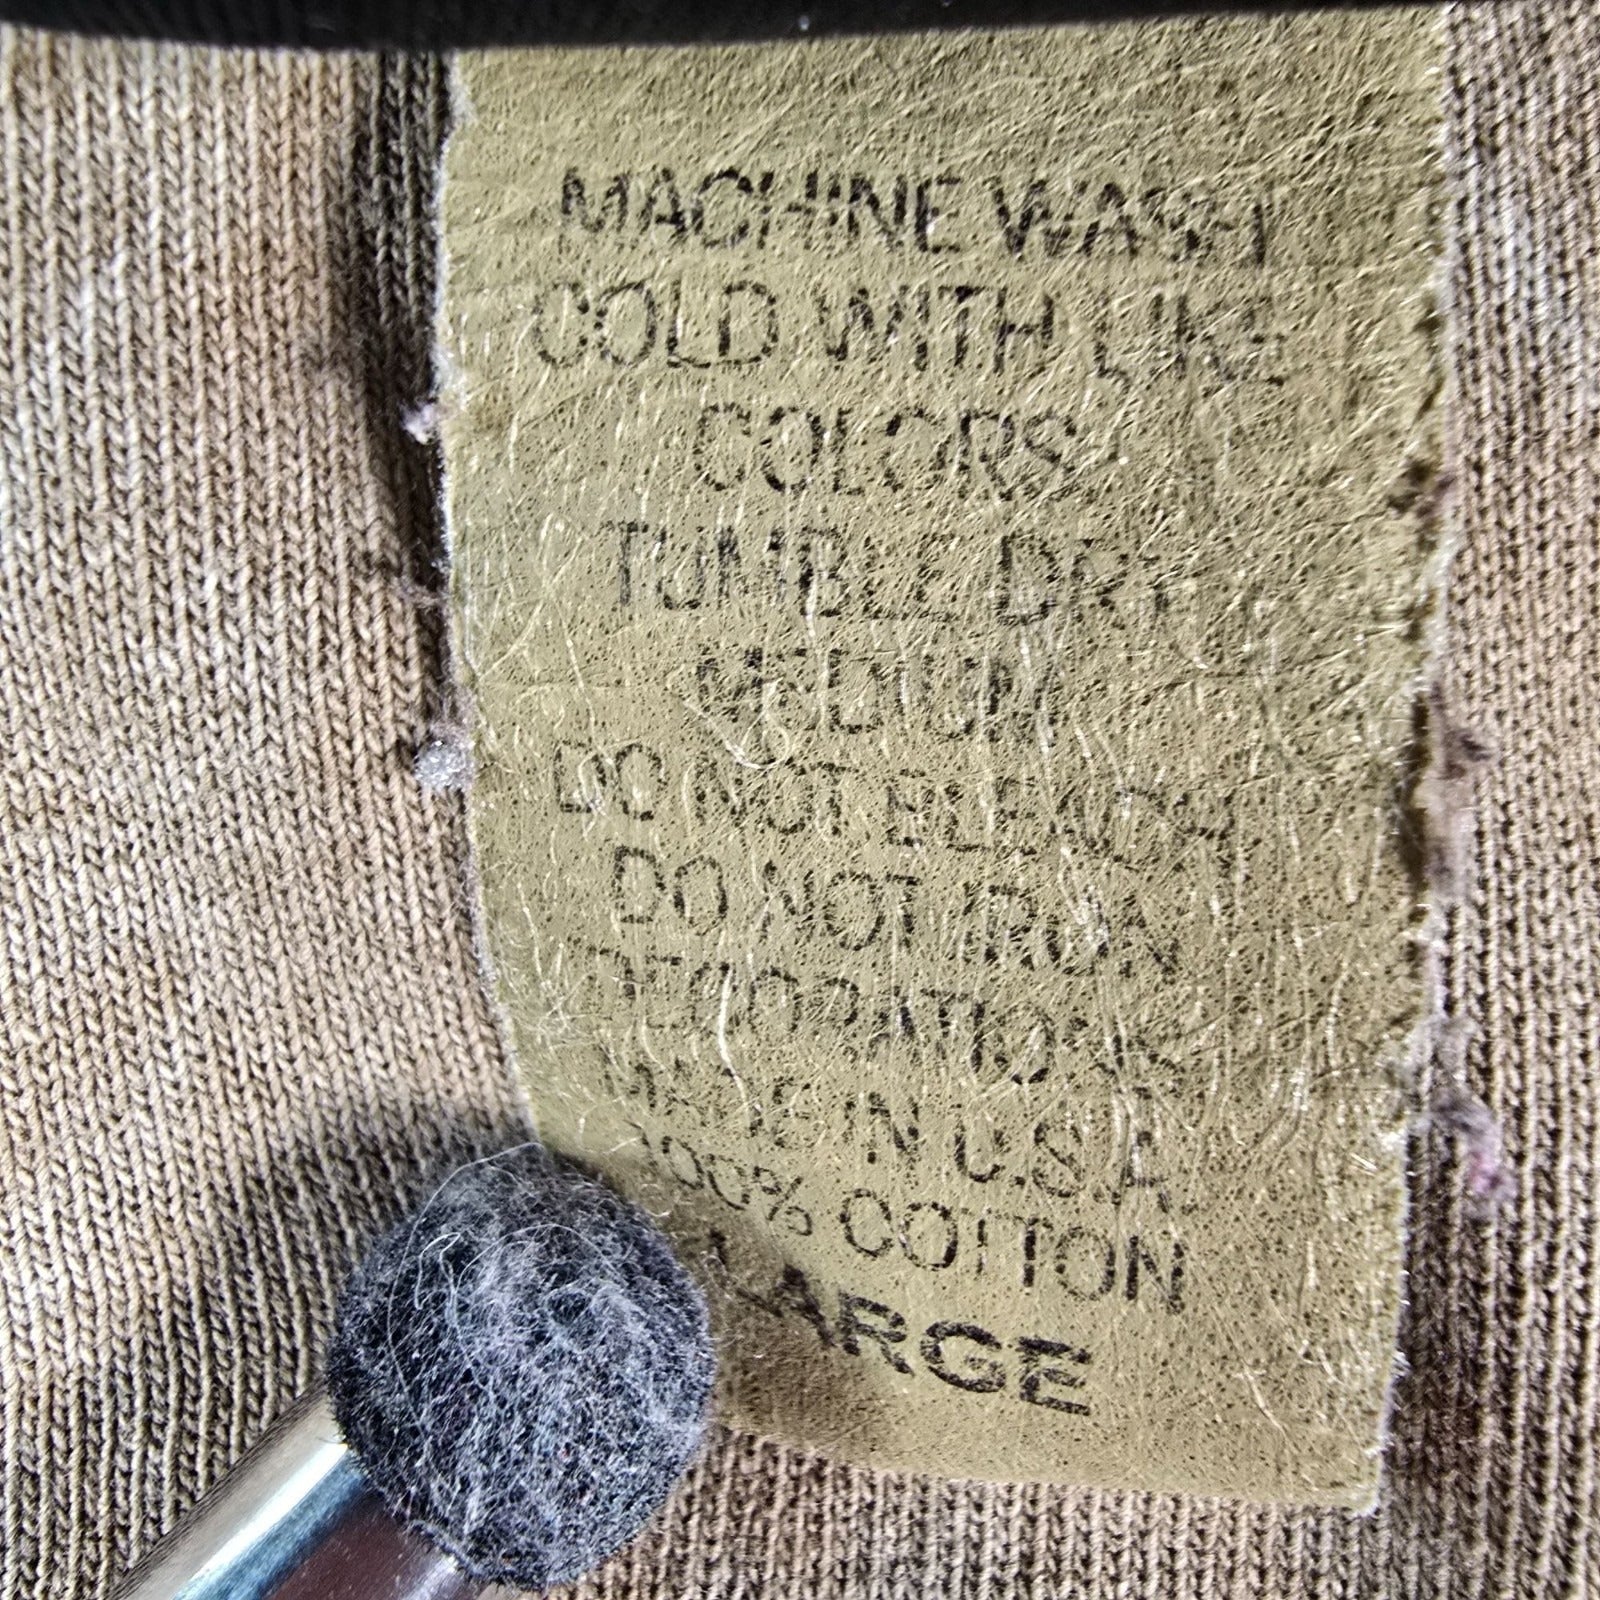 MACHINE WASH
COLD WITH LIKE
COLORS
TUMBLE DRY
MEDIUM
DO NOT BLEACH
DO NOT IRON
DECORATION
MADE IN U.S.A.
100% COTTON
LARGE